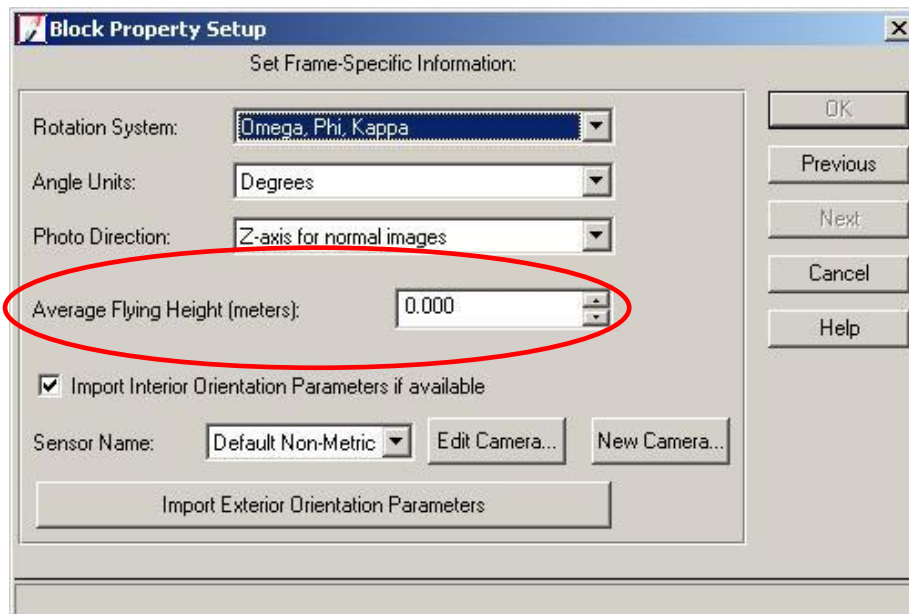 Block Property Setup
Set Frame-Specific Information:
Rotation System: Omega, Phi, Kappa
Angle Units: Degrees
Photo Direction: Z-axis for normal images
Average Flying Height (meters): 0.000
Import Interior Orientation Parameters if available
Sensor Name: Default Non-Metric Edit Camera... New Camera...
Import Exterior Orientation Parameters
OK
Previous
Next
Cancel
Help